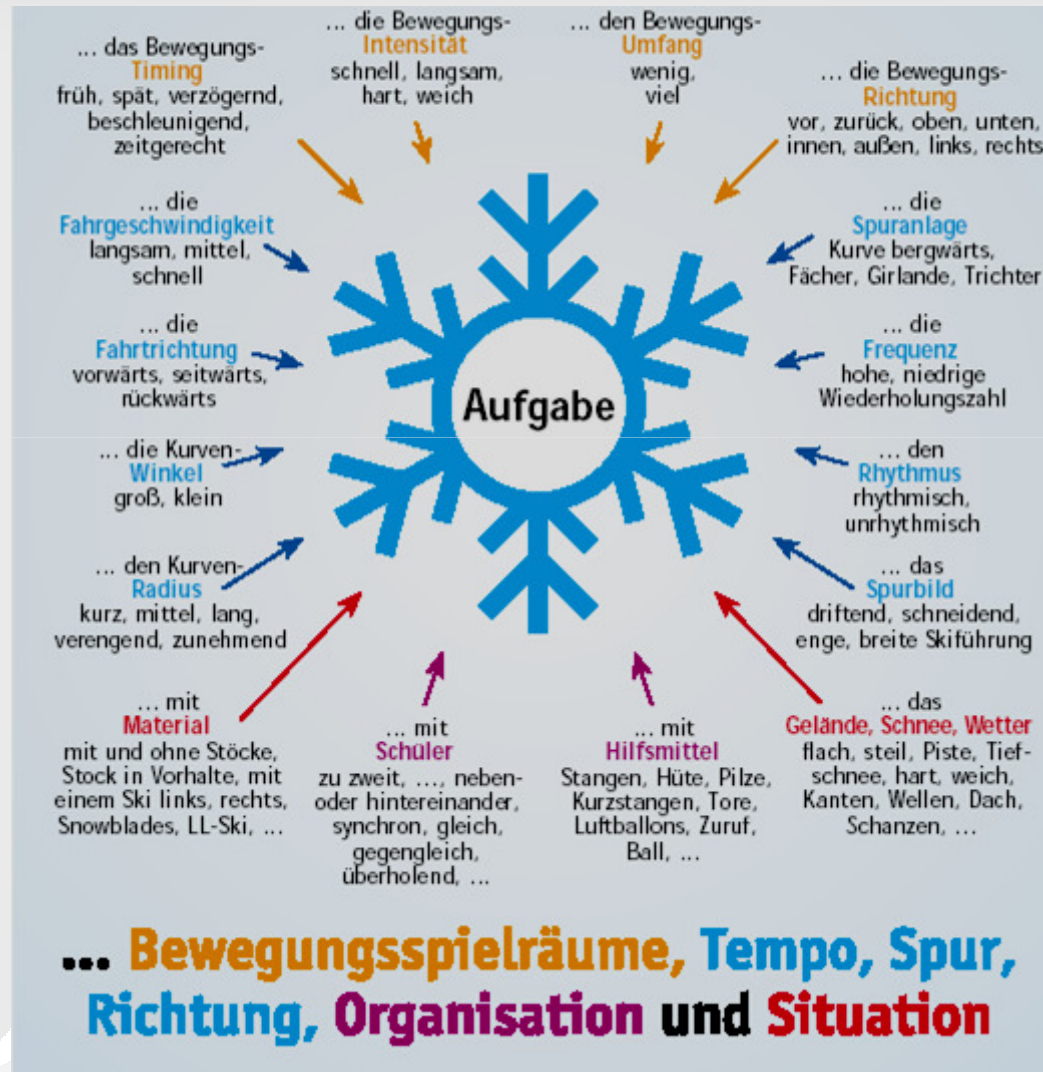 ... das Bewegungs-
Timing
früh, spät, verzögernd,
beschleunigend,
zeitgerecht
... die Bewegungs-
Intensität
schnell, langsam,
hart, weich
... den Bewegungs-
Umfang
wenig,
viel
... die Bewegungs-
Richtung
vor, zurück, oben, unten,
innen, außen, links, rechts
... die
Fahrgeschwindigkeit
langsam, mittel,
schnell
... die
Spuranlage
Kurve bergwärts,
Fächer, Girlande, Trichter
... die
Fahrtrichtung
vorwärts, seitwärts,
rückwärts
... die
Frequenz
hohe, niedrige
Wiederholungszahl
Aufgabe
... die Kurven-
Winkel
groß, klein
... den
Rhythmus
rhythmisch,
unrhythmisch
... den Kurven-
Radius
kurz, mittel, lang,
verengend, zunehmend
... das
Spurbild
driftend, schneidend,
enge, breite Skiführung
... mit
Material
mit und ohne Stöcke,
Stock in Vorhalte, mit
einem Ski links, rechts,
Snowblades, LL-Ski, ...
... mit
Schüler
zu zweit, ..., neben-
oder hintereinander,
synchron, gleich,
gegengleich,
überholend, ...
... mit
Hilfsmittel
Stangen, Hüte, Pilze,
Kurzstangen, Tore,
Luftballons, Zuruf,
Ball, ...
... das
Gelände, Schnee, Wetter
flach, steil, Piste, Tief-
schnee, hart, weich,
Kanten, Wellen, Dach,
Schanzen, ...
... Bewegungsspielräume, Tempo, Spur,
Richtung, Organisation und Situation